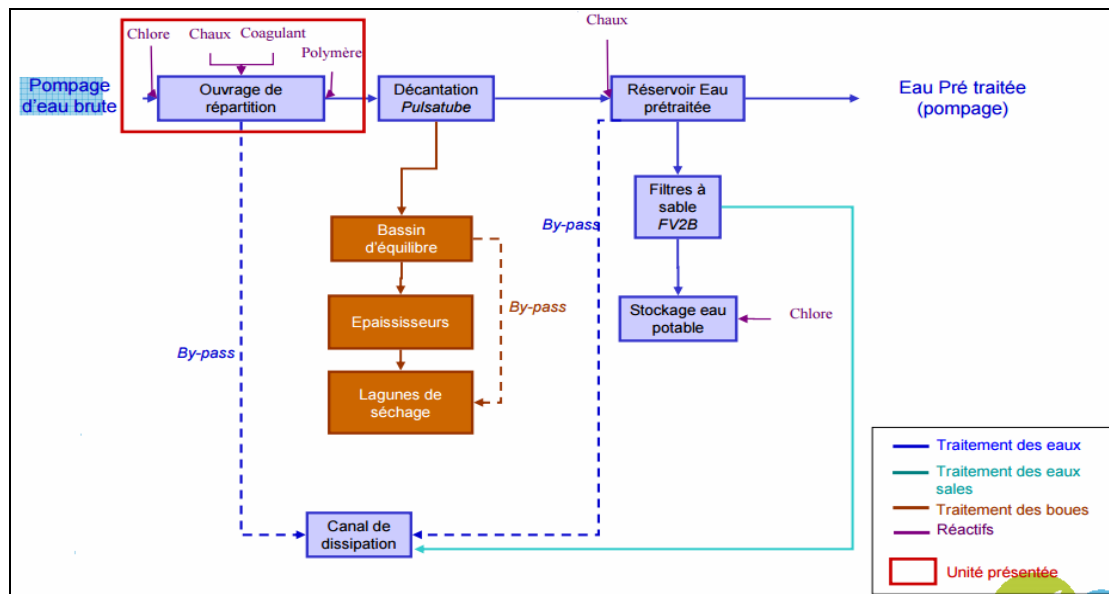 Chlore
Chaux
Coagulant
Polymère
Chaux
Pompage
d'eau brute
Ouvrage de
répartition
Décantation
Pulsatube
Réservoir Eau
prétraitée
Eau Pré traitée
(pompage)
Filtres à
sable
FV2B
Bassin
d'équilibre
By-pass
By-pass
Epaississeurs
Stockage eau
potable
Chlore
By-pass
Lagunes de
séchage
Canal de
dissipation
Traitement des eaux
Traitement des eaux
sales
Traitement des boues
Réactifs
Unité présentée